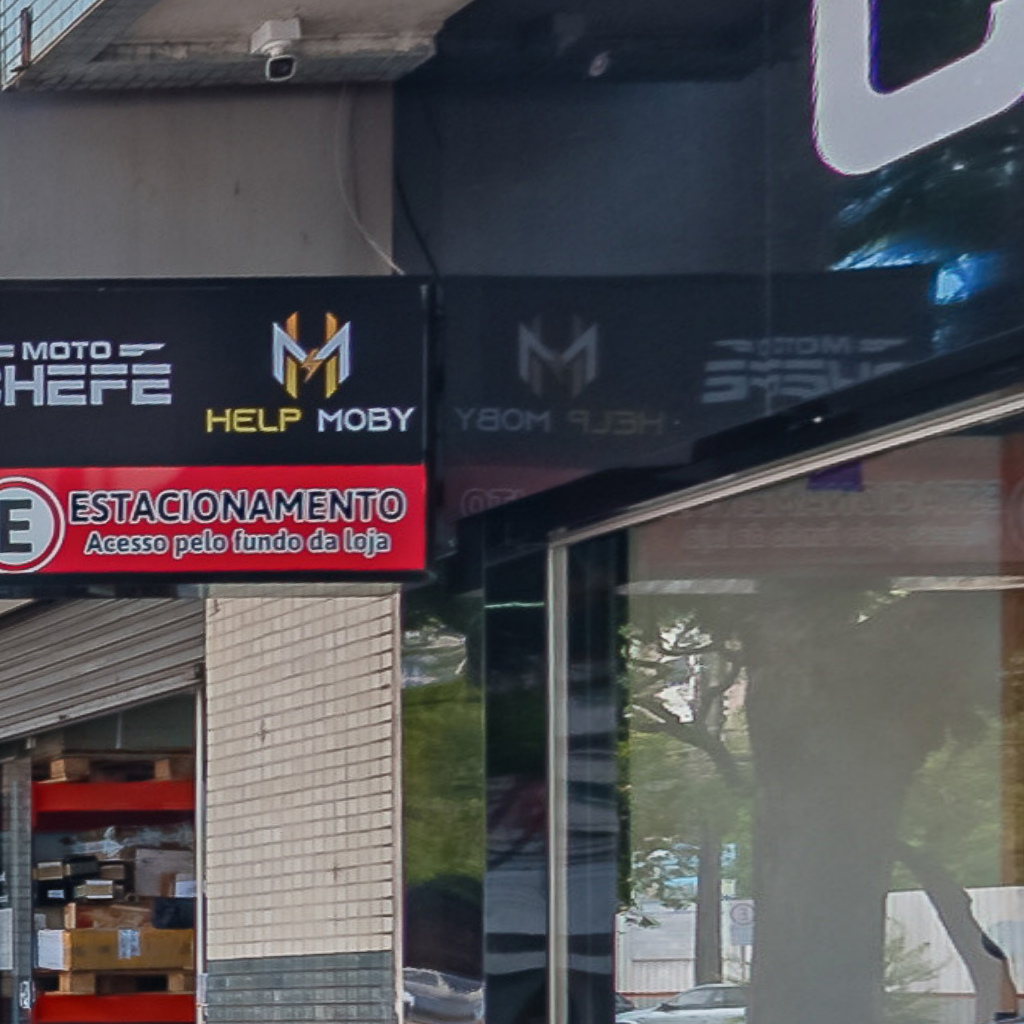 MOTO
CHEFE
HELP MOBY
E
ESTACIONAMENTO
Acesso pelo fundo da loja